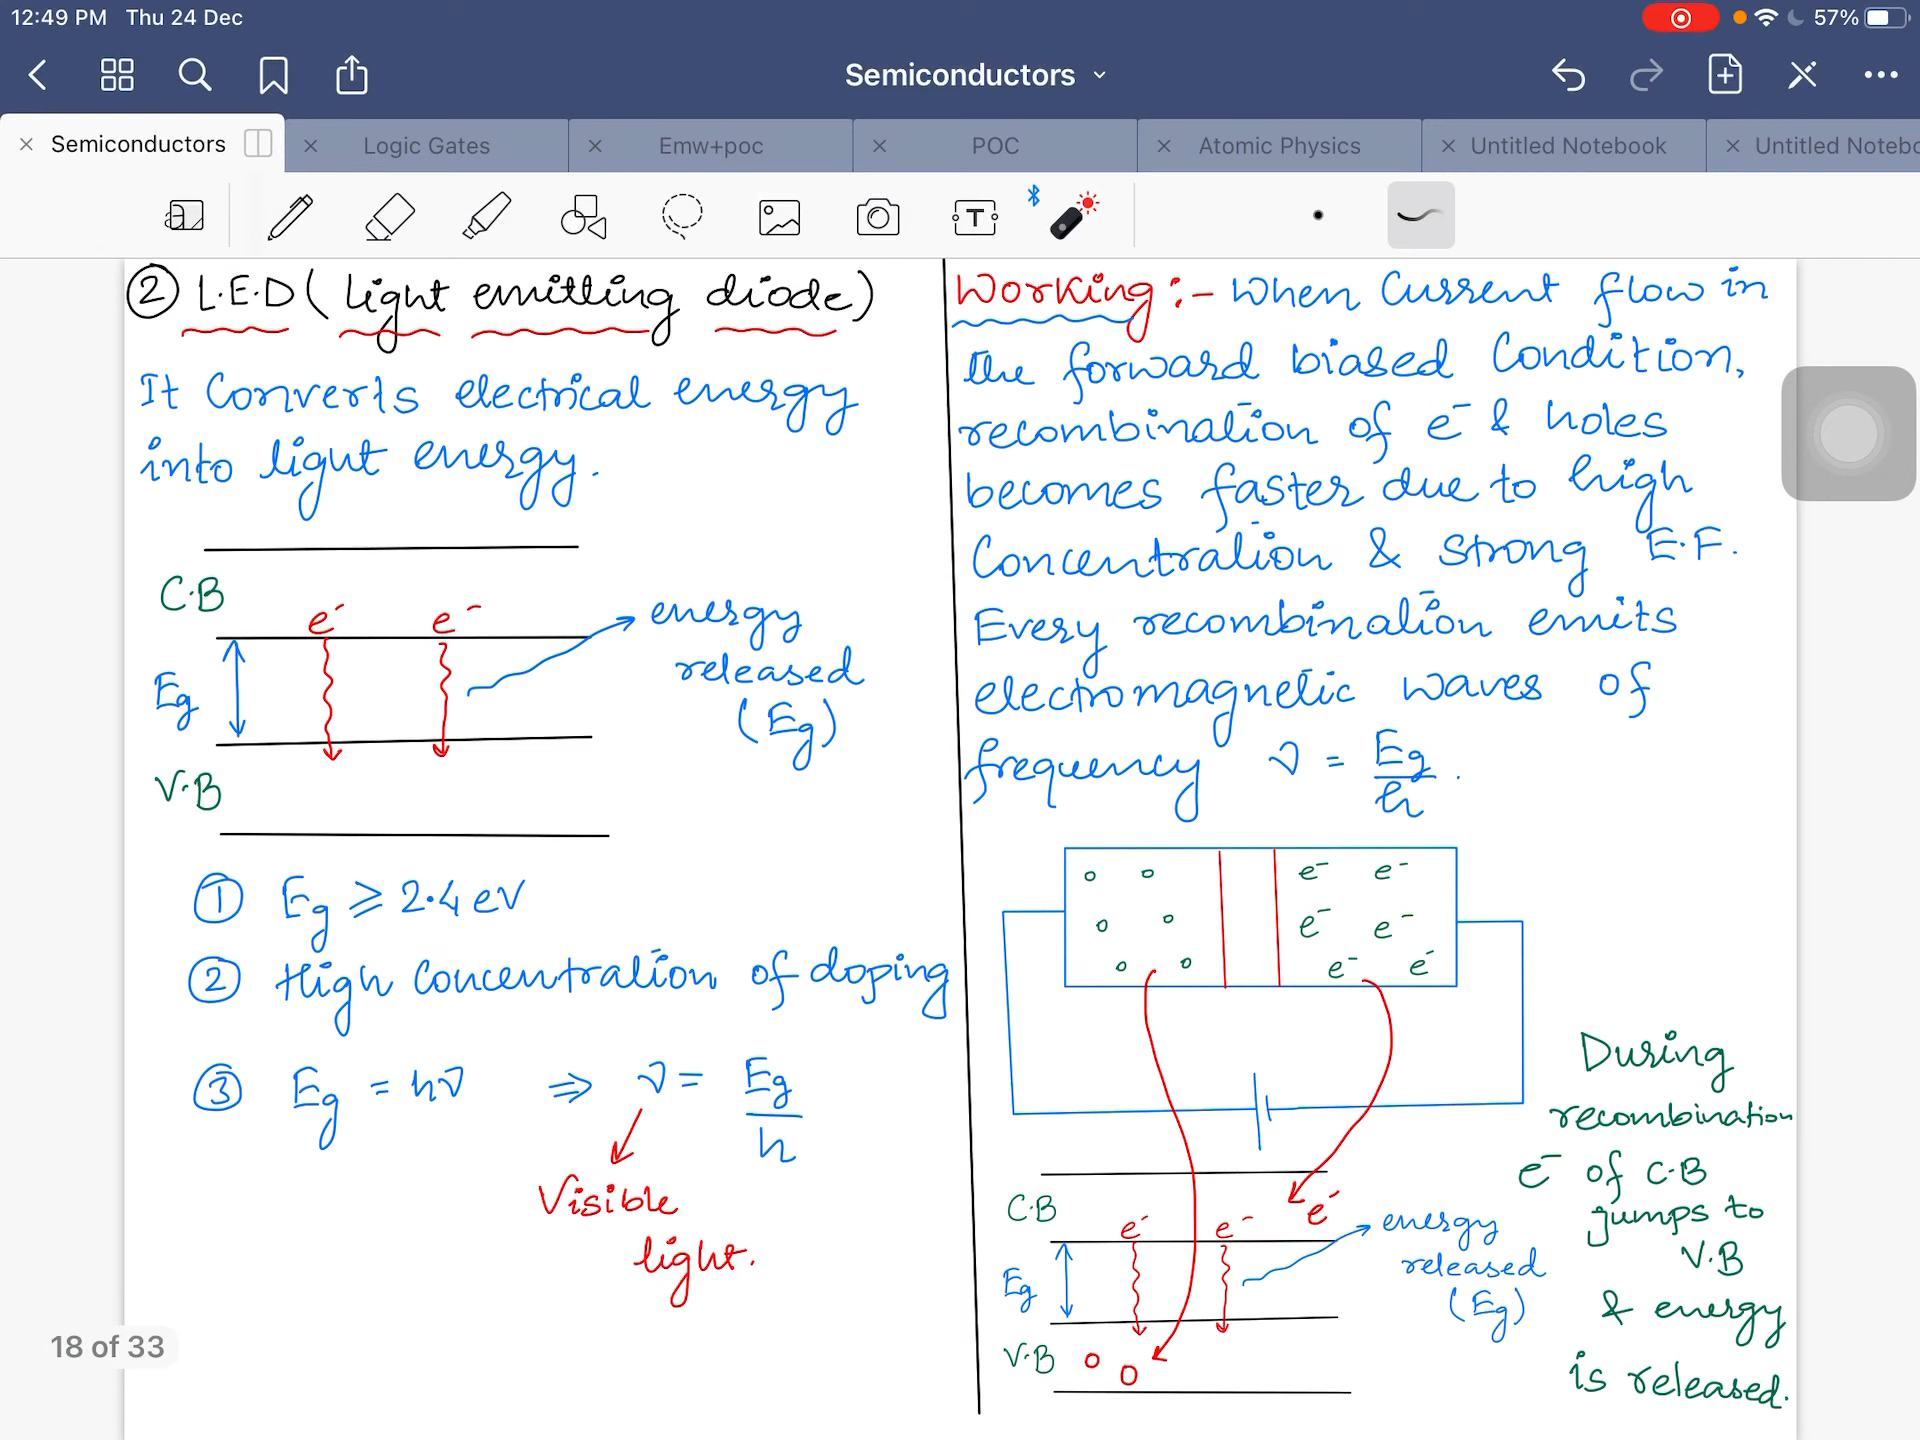 12:49 PM Thu 24 Dec
57%
Semiconductors
Semiconductors
Logic Gates
Emw+poc
POC
Atomic Physics
Untitled Notebook
Untitled Notebo
② L.E.D ( light emitting diode)
It Converts electrical energy
into light energy.
C.B
e⁻ e⁻
energy
released
(Eg)
Eg
V.B
① Eg ⩾ 2.4 eV
② High Concentration of doping
③ Eg = hν ⇒ ν = Eg/h
Visible
light.
18 of 33
Working :- When Current flow in
the forward biased Condition,
recombination of e⁻ & holes
becomes faster due to high
Concentration & strong E.F.
Every recombination emits
electromagnetic waves of
frequency ν = Eg/h .
o o e⁻ e⁻
o o e⁻ e⁻
o o e⁻ e⁻
During
recombination
e⁻ of C.B
jumps to
V.B
& energy
is released.
C.B
e⁻ e⁻ e⁻
energy
released
(Eg)
Eg
V.B o o